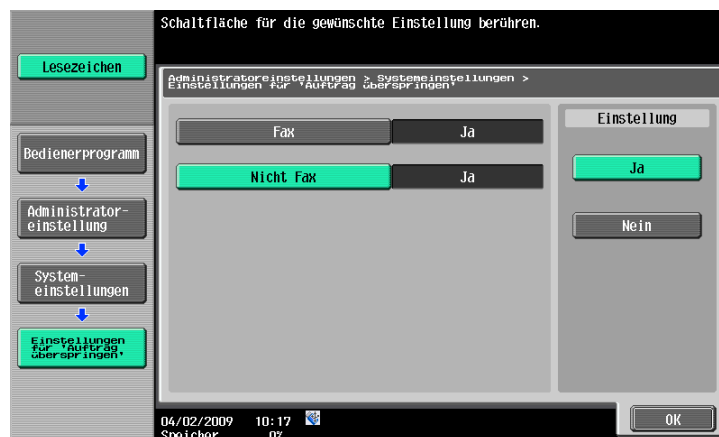 Schaltfläche für die gewünschte Einstellung berühren.
Lesezeichen
Administratoreinstellungen > Systemeinstellungen >
Einstellungen für 'Auftrag überspringen'
Bedienerprogramm
Administrator-
einstellung
System-
einstellungen
Einstellungen
für 'Auftrag
überspringen'
Fax Ja
Nicht Fax Ja
Einstellung
Ja
Nein
04/02/2009 10:17
Speicher 0%
OK